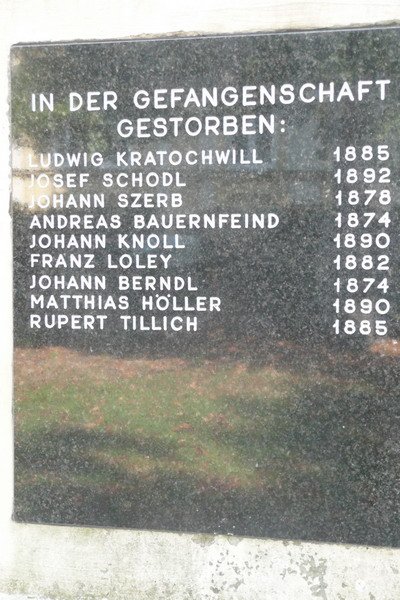 IN DER GEFANGENSCHAFT
GESTORBEN:
LUDWIG KRATOCHWILL 1885
JOSEF SCHODL 1892
JOHANN SZERB 1878
ANDREAS BAUERNFEIND 1874
JOHANN KNOLL 1890
FRANZ LOLEY 1882
JOHANN BERNDL 1874
MATTHIAS HÖLLER 1890
RUPERT TILLICH 1885